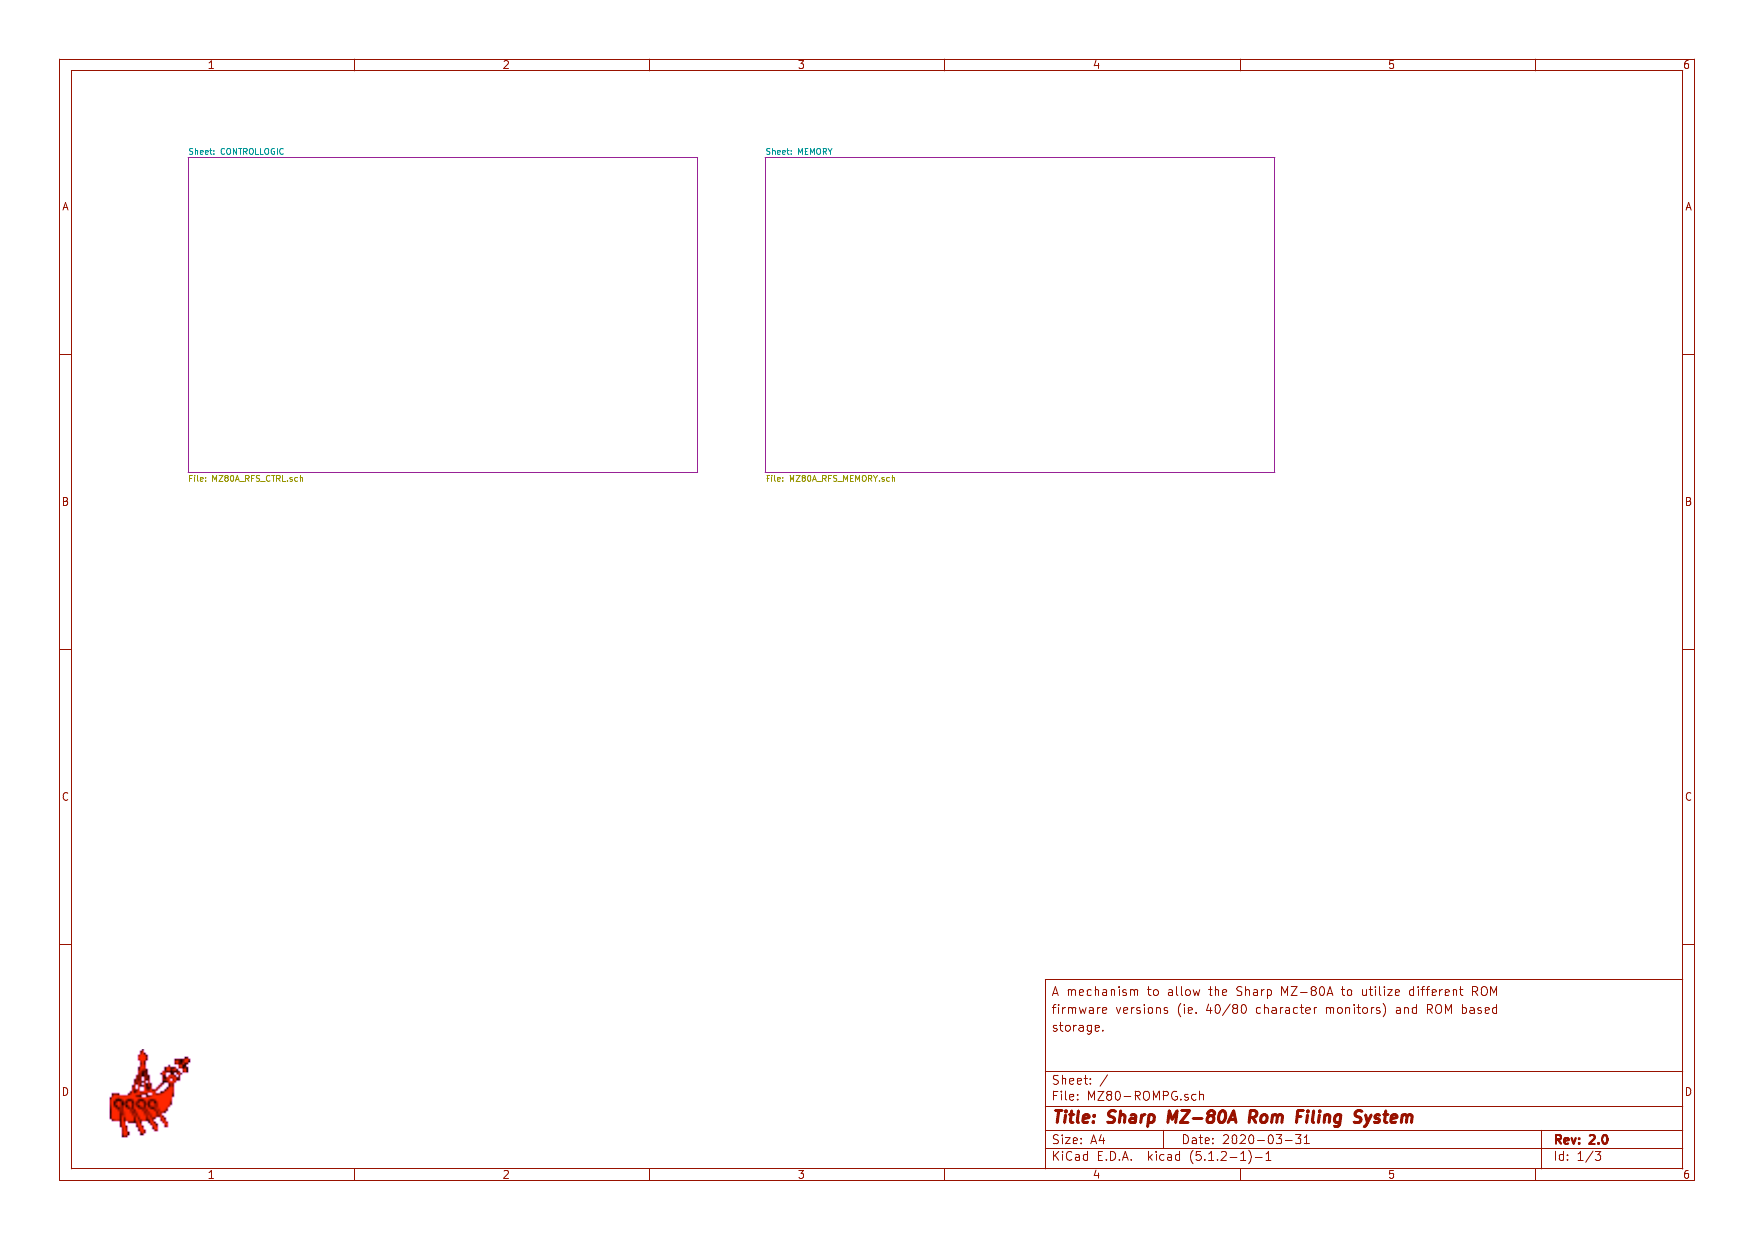 1 2 3 4 5 6
Sheet: CONTROLLOGIC
Sheet: MEMORY
A A
File: MZ80A_RFS_CTRL.sch
File: MZ80A_RFS_MEMORY.sch
B B
C C
A mechanism to allow the Sharp MZ-80A to utilize different ROM
firmware versions (ie. 40/80 character monitors) and ROM based
storage.
Sheet: /
D D
File: MZ80-ROMPG.sch
Title: Sharp MZ-80A Rom Filing System
Size: A4 Date: 2020-03-31 Rev: 2.0
KiCad E.D.A. kicad (5.1.2-1)-1 Id: 1/3
1 2 3 4 5 6